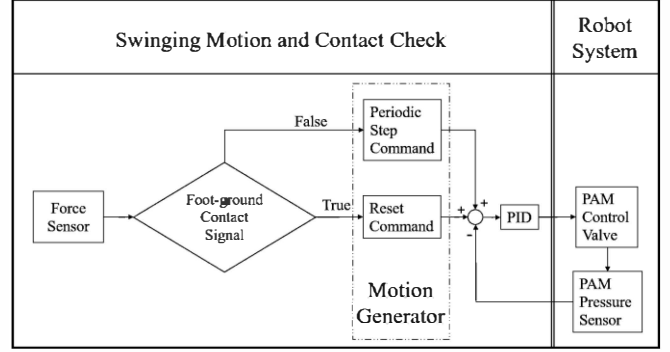 Swinging Motion and Contact Check
Robot
System
False
Periodic
Step
Command
+
Force
Sensor
Foot-ground
Contact
Signal
True
Reset
Command
+
-
PID
PAM
Control
Valve
Motion
Generator
PAM
Pressure
Sensor